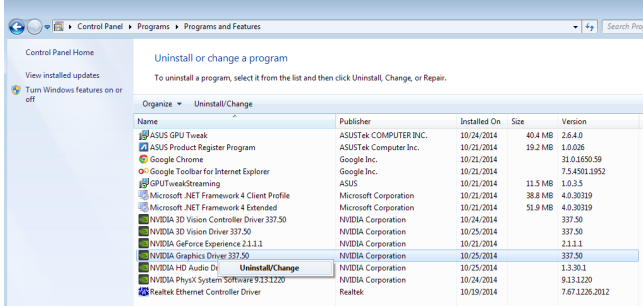 Control Panel ▸ Programs ▸ Programs and Features
Search Pro
Control Panel Home
View installed updates
Turn Windows features on or
off
Uninstall or change a program
To uninstall a program, select it from the list and then click Uninstall, Change, or Repair.
Organize Uninstall/Change
Name Publisher Installed On Size Version
ASUS GPU Tweak ASUSTek COMPUTER INC. 10/24/2014 40.4 MB 2.6.4.0
ASUS Product Register Program ASUSTek Computer Inc. 10/21/2014 19.2 MB 1.0.026
Google Chrome Google Inc. 10/21/2014 31.0.1650.59
Google Toolbar for Internet Explorer Google Inc. 10/21/2014 7.5.4501.1952
GPUTweakStreaming ASUS 10/21/2014 11.5 MB 1.0.3.5
Microsoft .NET Framework 4 Client Profile Microsoft Corporation 10/21/2014 38.8 MB 4.0.30319
Microsoft .NET Framework 4 Extended Microsoft Corporation 10/21/2014 51.9 MB 4.0.30319
NVIDIA 3D Vision Controller Driver 337.50 NVIDIA Corporation 10/24/2014 337.50
NVIDIA 3D Vision Driver 337.50 NVIDIA Corporation 10/25/2014 337.50
NVIDIA GeForce Experience 2.1.1.1 NVIDIA Corporation 10/21/2014 2.1.1.1
NVIDIA Graphics Driver 337.50 NVIDIA Corporation 10/25/2014 337.50
NVIDIA HD Audio Dr Uninstall/Change NVIDIA Corporation 10/25/2014 1.3.30.1
NVIDIA PhysX System Software 9.13.1220 NVIDIA Corporation 10/24/2014 9.13.1220
Realtek Ethernet Controller Driver Realtek 10/19/2014 7.67.1226.2012